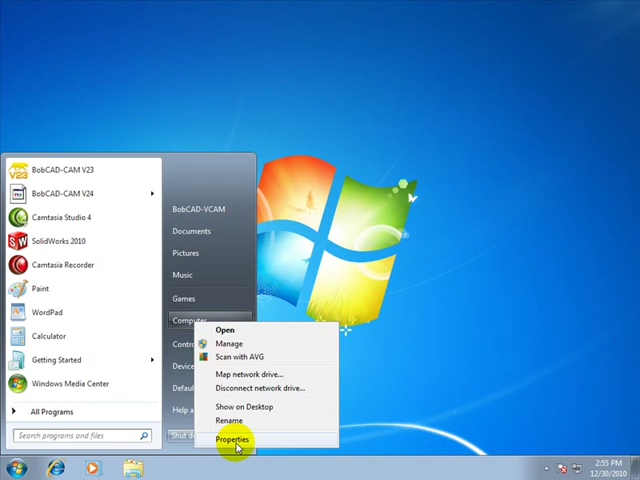 BobCAD-CAM V23
BobCAD-CAM V24
Camtasia Studio 4
SolidWorks 2010
Camtasia Recorder
Paint
WordPad
Calculator
Getting Started
Windows Media Center
All Programs
Search programs and files
BobCAD-VCAM
Documents
Pictures
Music
Games
Computer
Help a
Shut d
Open
Manage
Scan with AVG
Map network drive...
Disconnect network drive...
Show on Desktop
Rename
Properties
2:55 PM
12/30/2010